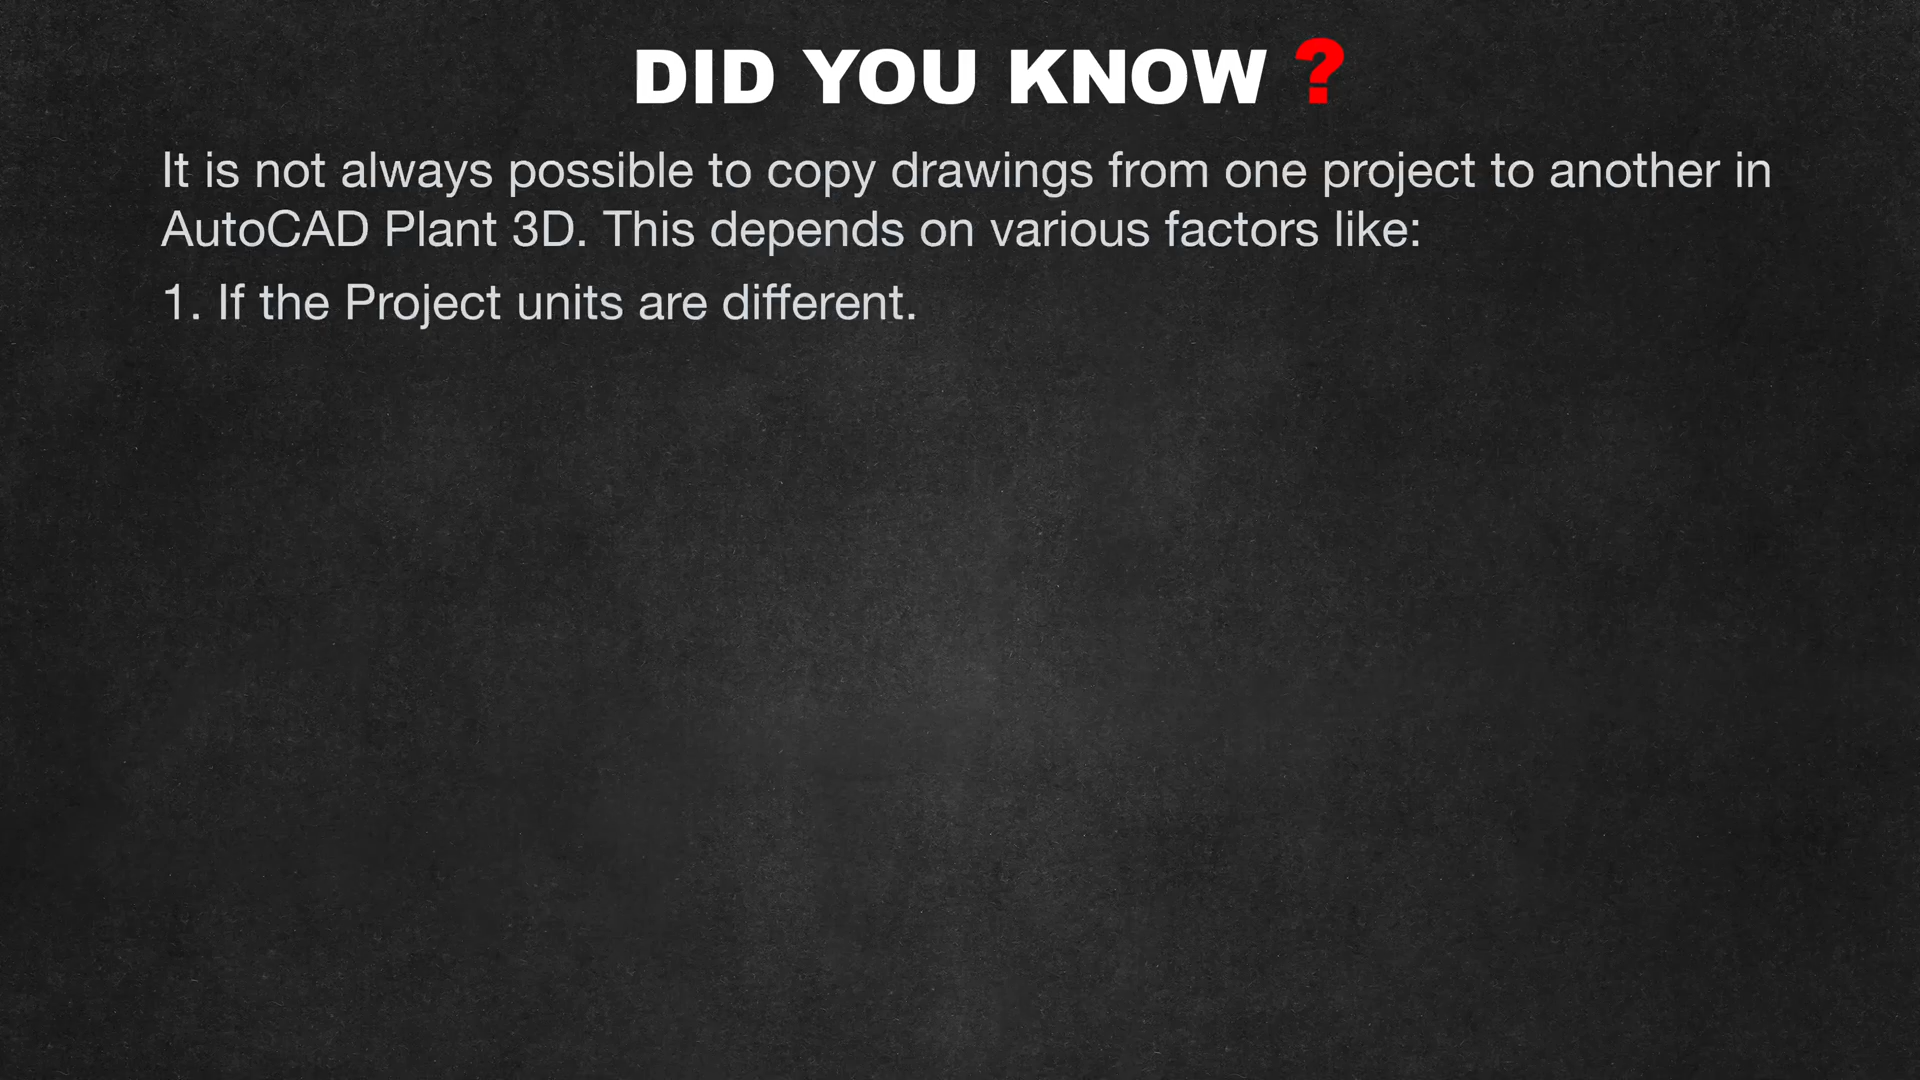 DID YOU KNOW ?
It is not always possible to copy drawings from one project to another in
AutoCAD Plant 3D. This depends on various factors like:
1. If the Project units are different.